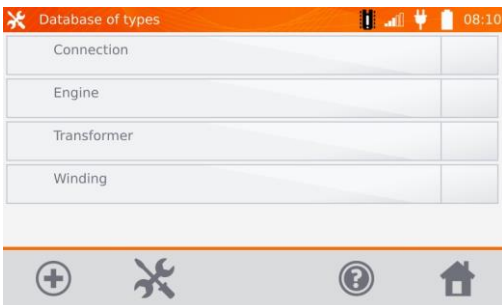 Database of types
08:10
Connection
Engine
Transformer
Winding